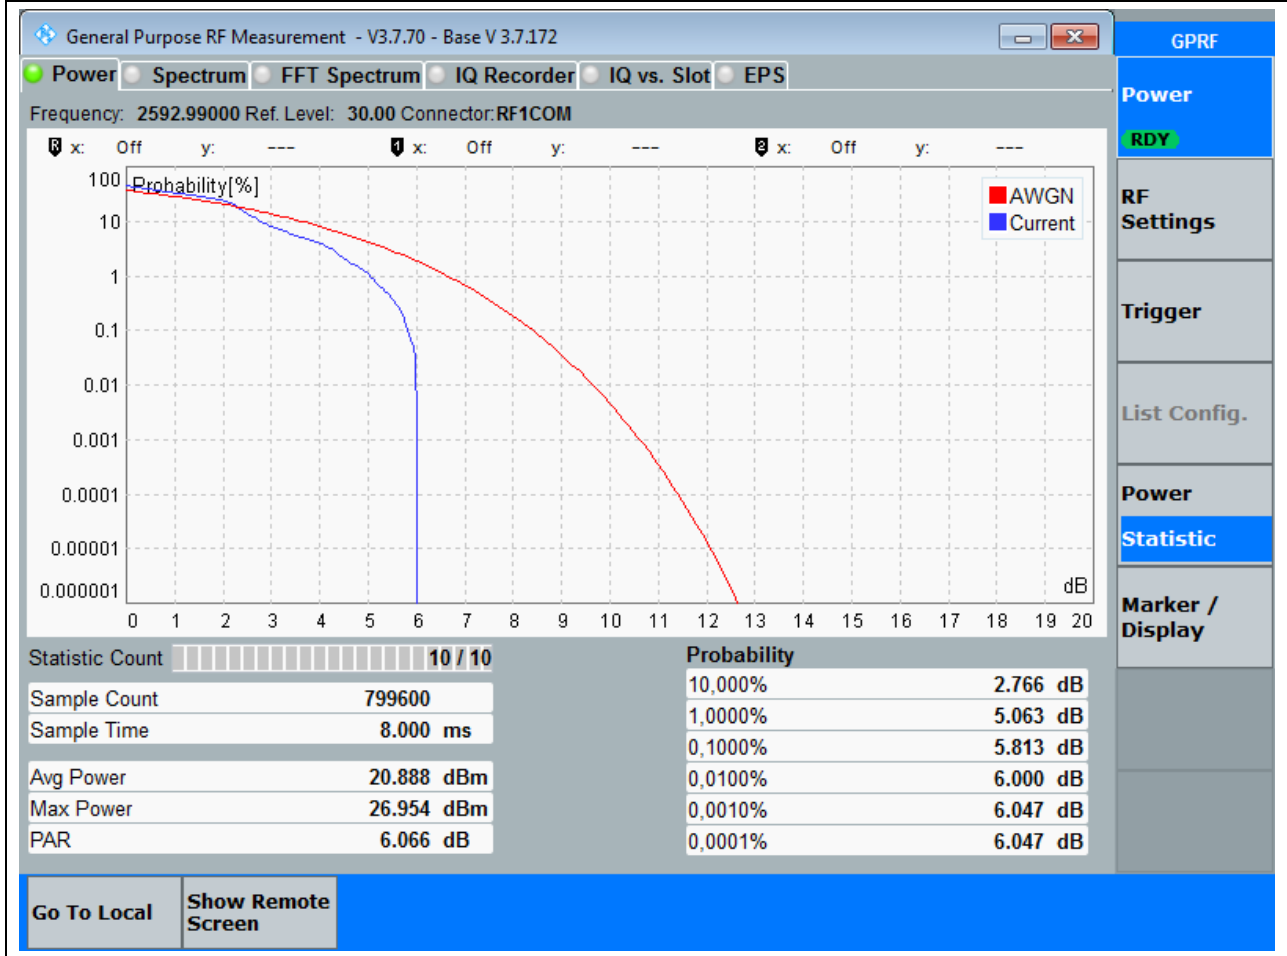 General Purpose RF Measurement - V3.7.70 - Base V 3.7.172
GPRF
Power Spectrum FFT Spectrum IQ Recorder IQ vs. Slot EPS
Frequency: 2592.99000 Ref. Level: 30.00 Connector:RF1COM
R x: Off y: --- 1 x: Off y: --- 2 x: Off y: ---
Probability[%]
100
10
1
0.1
0.01
0.001
0.0001
0.00001
0.000001
AWGN
Current
dB
0 1 2 3 4 5 6 7 8 9 10 11 12 13 14 15 16 17 18 19 20
Statistic Count 10 / 10
Sample Count 799600
Sample Time 8.000 ms
Avg Power 20.888 dBm
Max Power 26.954 dBm
PAR 6.066 dB
Probability
10,000% 2.766 dB
1,0000% 5.063 dB
0,1000% 5.813 dB
0,0100% 6.000 dB
0,0010% 6.047 dB
0,0001% 6.047 dB
Power
RDY
RF
Settings
Trigger
List Config.
Power
Statistic
Marker /
Display
Go To Local
Show Remote
Screen